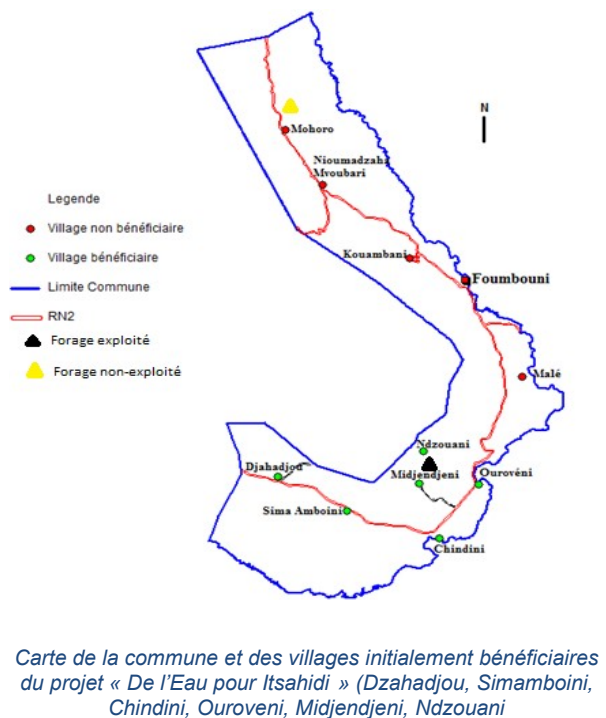 N
Mohoro
Nioumadzaha
Mvoubari
Legende
Village non bénéficiaire
Village bénéficiaire
Limite Commune
RN2
Forage exploité
Forage non-exploité
Kouambani
Foumbouni
Malé
Ndzouani
Djahadjou
Midjendjeni
Ourovéni
Sima Amboini
Chindini
Carte de la commune et des villages initialement bénéficiaires
du projet « De l'Eau pour Itsahidi » (Dzahadjou, Simamboini,
Chindini, Ouroveni, Midjendjeni, Ndzouani